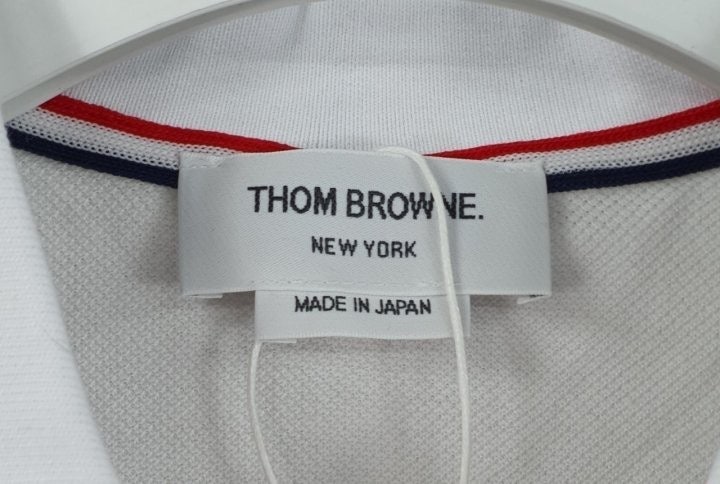 THOM BROWNE.
NEW YORK
MADE IN JAPAN